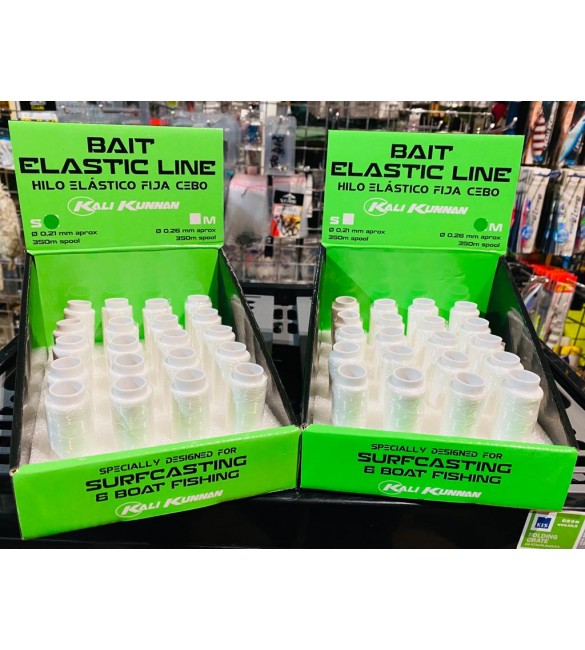 BAIT
ELASTIC LINE
HILO ELÁSTICO FIJA CEBO
KALI KUNNAN
S M
Ø 0.21 mm aprox Ø 0.26 mm aprox
350m spool 350m spool
SPECIALLY DESIGNED FOR
SURFCASTING
& BOAT FISHING
KALI KUNNAN
BAIT
ELASTIC LINE
HILO ELÁSTICO FIJA CEBO
KALI KUNNAN
S M
Ø 0.21 mm aprox Ø 0.26 mm aprox
350m spool 350m spool
SPECIALLY DESIGNED FOR
SURFCASTING
& BOAT FISHING
KALI KUNNAN
KIS
FOLDING
CRATE